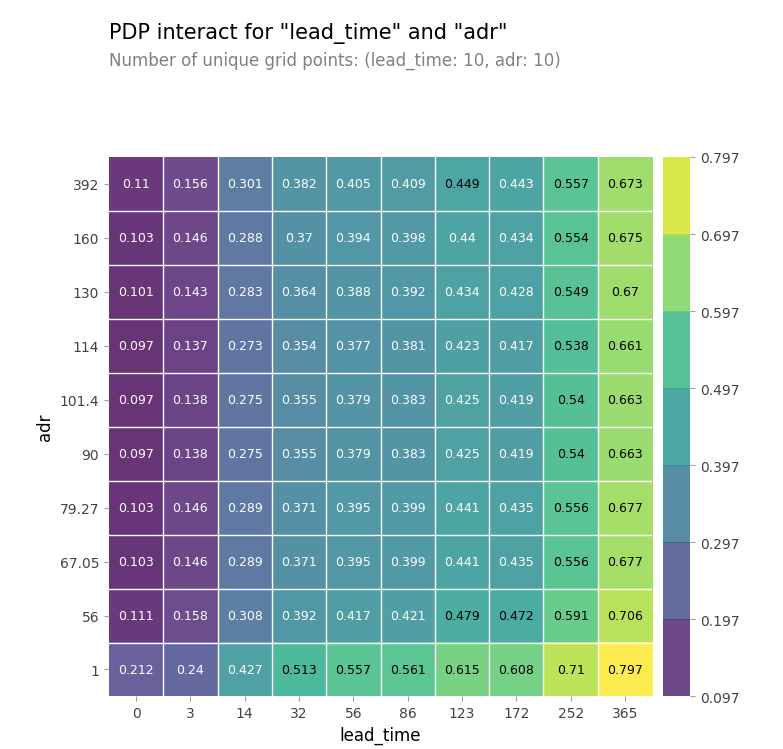 PDP interact for "lead_time" and "adr"
Number of unique grid points: (lead_time: 10, adr: 10)
392 0.11 0.156 0.301 0.382 0.405 0.409 0.449 0.443 0.557 0.673 0.797
160 0.103 0.146 0.288 0.37 0.394 0.398 0.44 0.434 0.554 0.675 0.697
130 0.101 0.143 0.283 0.364 0.388 0.392 0.434 0.428 0.549 0.67 0.597
114 0.097 0.137 0.273 0.354 0.377 0.381 0.423 0.417 0.538 0.661
101.4 0.097 0.138 0.275 0.355 0.379 0.383 0.425 0.419 0.54 0.663 0.497
adr
90 0.097 0.138 0.275 0.355 0.379 0.383 0.425 0.419 0.54 0.663 0.397
79.27 0.103 0.146 0.289 0.371 0.395 0.399 0.441 0.435 0.556 0.677
67.05 0.103 0.146 0.289 0.371 0.395 0.399 0.441 0.435 0.556 0.677 0.297
56 0.111 0.158 0.308 0.392 0.417 0.421 0.479 0.472 0.591 0.706 0.197
1 0.212 0.24 0.427 0.513 0.557 0.561 0.615 0.608 0.71 0.797 0.097
0 3 14 32 56 86 123 172 252 365
lead_time